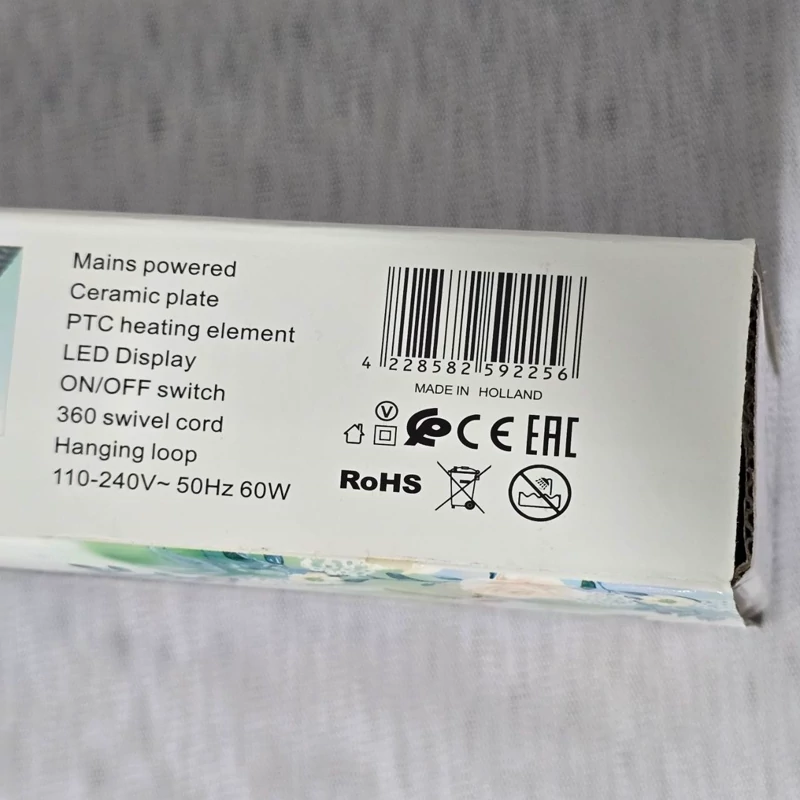 Mains powered
Ceramic plate
PTC heating element
LED Display
ON/OFF switch
360 swivel cord
Hanging loop
110-240V~ 50Hz 60W
4 228582 592256
MADE IN HOLLAND
V
CE EAC
RoHS